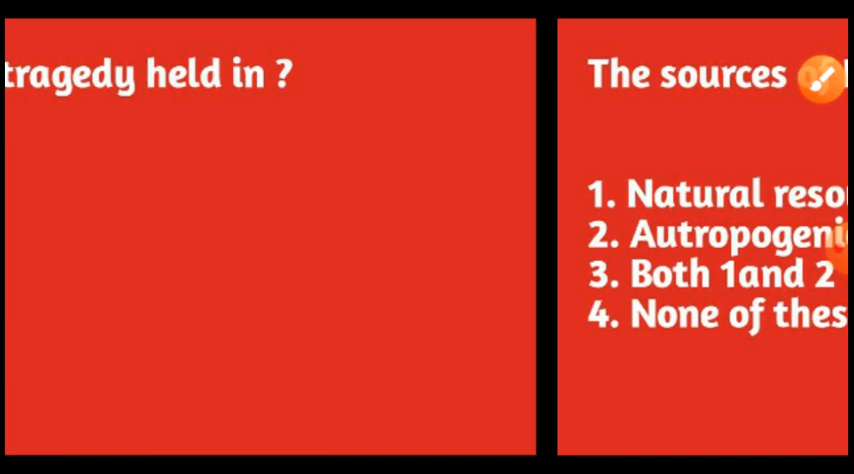 tragedy held in ?
The sources
1. Natural reso
2. Autropogeni
3. Both 1and 2
4. None of thes